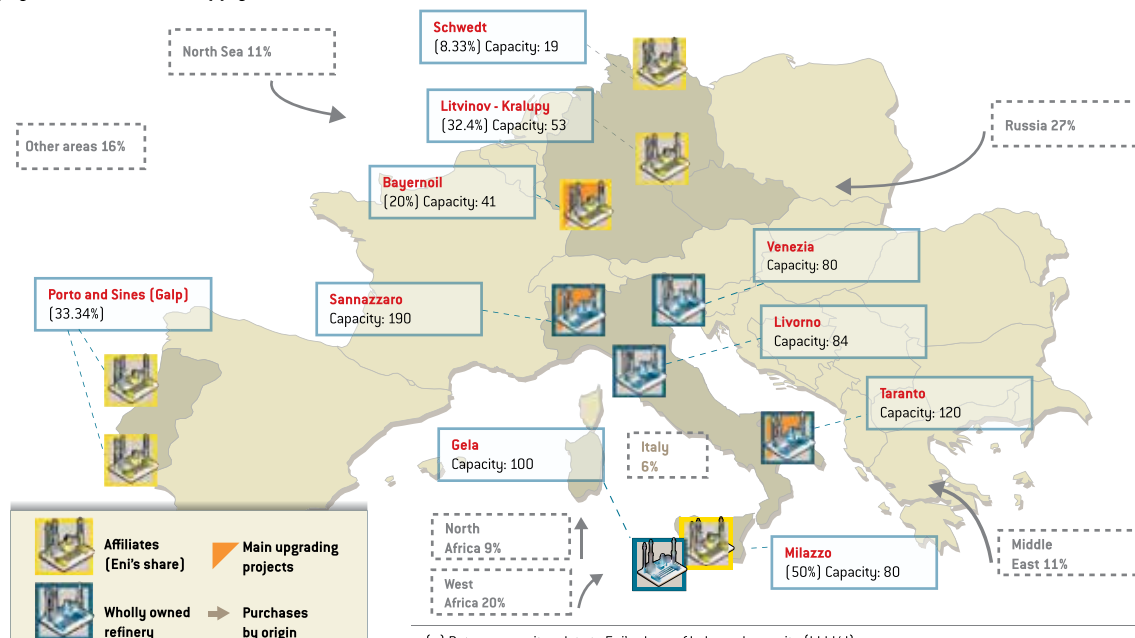 Schwedt
(8.33%) Capacity: 19
North Sea 11%
Litvinov - Kralupy
(32.4%) Capacity: 53
Russia 27%
Other areas 16%
Bayernoil
(20%) Capacity: 41
Venezia
Capacity: 80
Porto and Sines (Galp)
(33.34%)
Sannazzaro
Capacity: 190
Livorno
Capacity: 84
Taranto
Capacity: 120
Gela
Capacity: 100
Italy
6%
North
Africa 9%
West
Africa 20%
Milazzo
(50%) Capacity: 80
Middle
East 11%
Affiliates
(Eni's share)
Main upgrading
projects
Wholly owned
refinery
Purchases
by origin